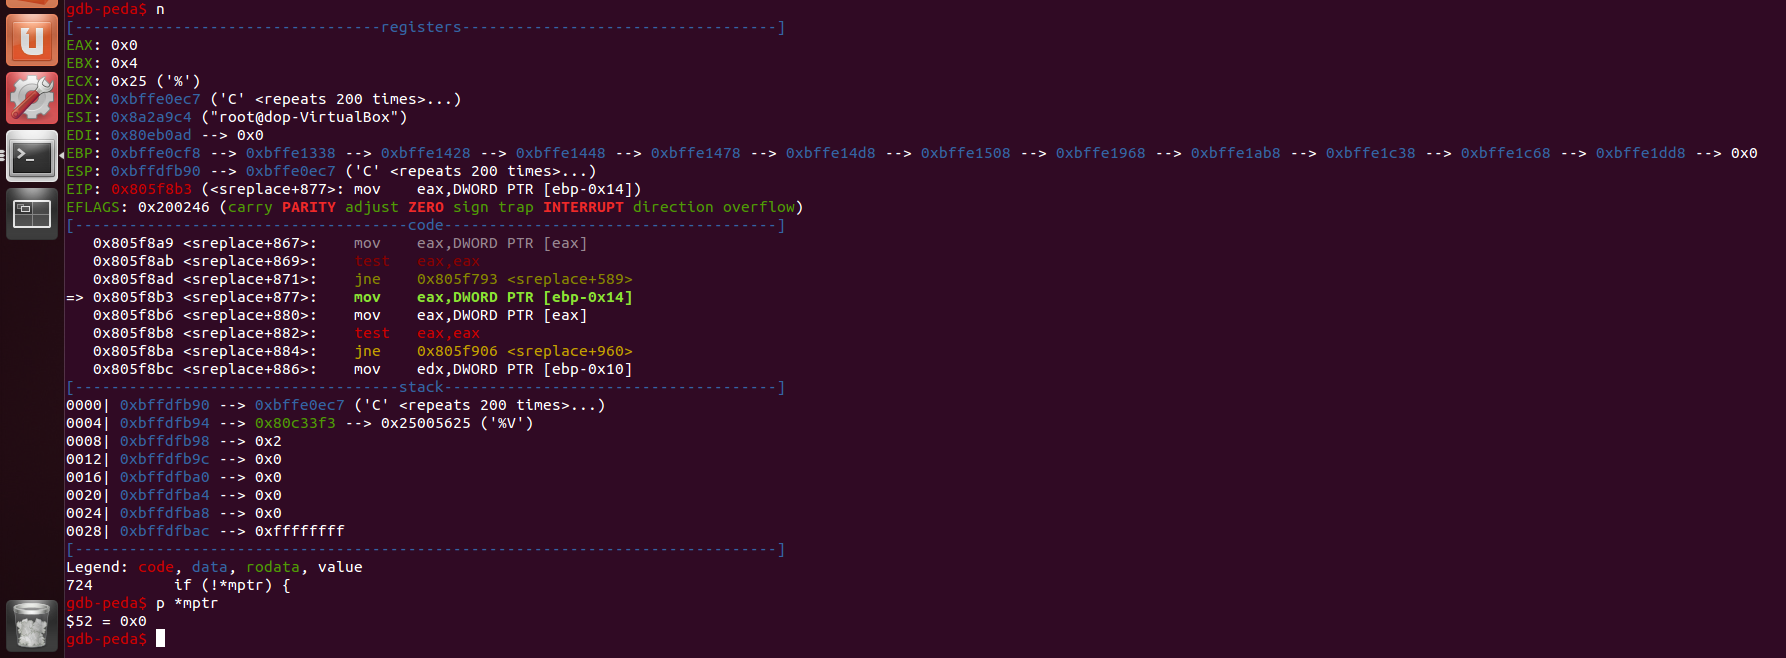 gdb-peda$ n
[----------------------------------registers-----------------------------------]
EAX: 0x0
EBX: 0x4
ECX: 0x25 ('%')
EDX: 0xbffe0ec7 ('C' <repeats 200 times>...)
ESI: 0x8a2a9c4 ("root@dop-VirtualBox")
EDI: 0x80eb0ad --> 0x0
EBP: 0xbffe0cf8 --> 0xbffe1338 --> 0xbffe1428 --> 0xbffe1448 --> 0xbffe1478 --> 0xbffe14d8 --> 0xbffe1508 --> 0xbffe1968 --> 0xbffe1ab8 --> 0xbffe1c38 --> 0xbffe1c68 --> 0xbffe1dd8 --> 0x0
ESP: 0xbffdfb90 --> 0xbffe0ec7 ('C' <repeats 200 times>...)
EIP: 0x805f8b3 (<sreplace+877>: mov    eax,DWORD PTR [ebp-0x14])
EFLAGS: 0x200246 (carry PARITY adjust ZERO sign trap INTERRUPT direction overflow)
[-------------------------------------code-------------------------------------]
   0x805f8a9 <sreplace+867>:    mov    eax,DWORD PTR [eax]
   0x805f8ab <sreplace+869>:    test   eax,eax
   0x805f8ad <sreplace+871>:    jne    0x805f793 <sreplace+589>
=> 0x805f8b3 <sreplace+877>:    mov    eax,DWORD PTR [ebp-0x14]
   0x805f8b6 <sreplace+880>:    mov    eax,DWORD PTR [eax]
   0x805f8b8 <sreplace+882>:    test   eax,eax
   0x805f8ba <sreplace+884>:    jne    0x805f906 <sreplace+960>
   0x805f8bc <sreplace+886>:    mov    edx,DWORD PTR [ebp-0x10]
[------------------------------------stack-------------------------------------]
0000| 0xbffdfb90 --> 0xbffe0ec7 ('C' <repeats 200 times>...)
0004| 0xbffdfb94 --> 0x80c33f3 --> 0x25005625 ('%V')
0008| 0xbffdfb98 --> 0x2
0012| 0xbffdfb9c --> 0x0
0016| 0xbffdfba0 --> 0x0
0020| 0xbffdfba4 --> 0x0
0024| 0xbffdfba8 --> 0x0
0028| 0xbffdfbac --> 0xffffffff
[------------------------------------------------------------------------------]
Legend: code, data, rodata, value
724         if (!*mptr) {
gdb-peda$ p *mptr
$52 = 0x0
gdb-peda$